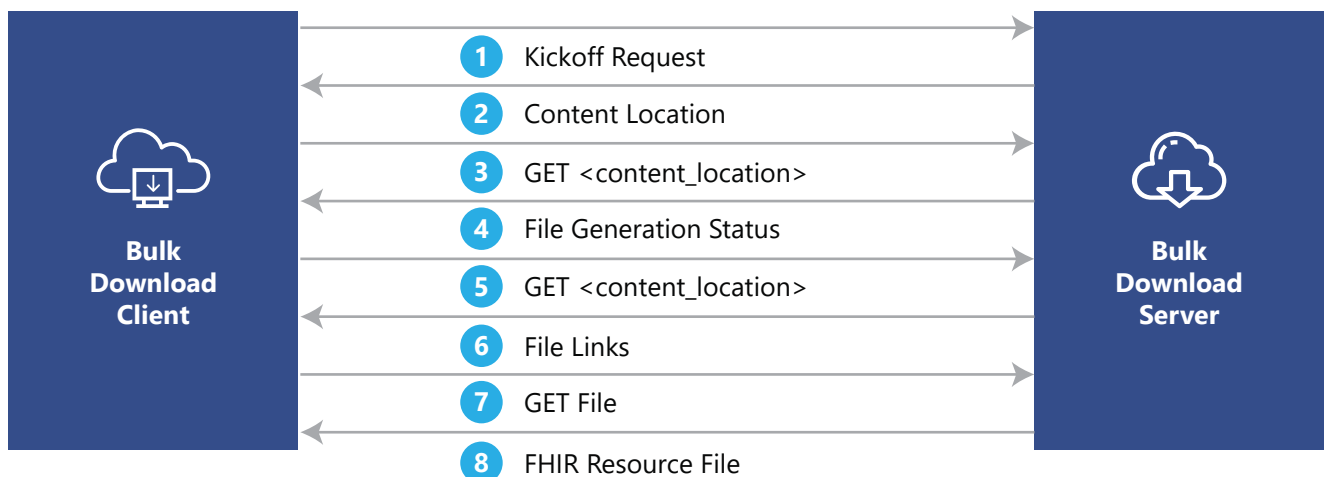 1 Kickoff Request
2 Content Location
3 GET <content_location>
4 File Generation Status
5 GET <content_location>
6 File Links
7 GET File
8 FHIR Resource File
Bulk
Download
Client
Bulk
Download
Server